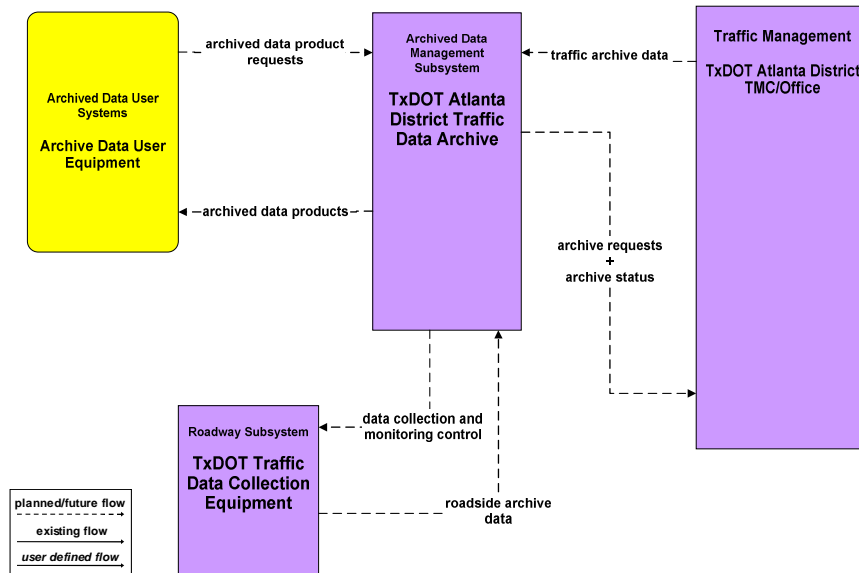 archived data product
requests
Archived Data User
Systems
Archive Data User
Equipment
archived data products
Archived Data
Management
Subsystem
TxDOT Atlanta
District Traffic
Data Archive
traffic archive data
Traffic Management
TxDOT Atlanta District
TMC/Office
archive requests
+
archive status
data collection and
monitoring control
Roadway Subsystem
TxDOT Traffic
Data Collection
Equipment
roadside archive
data
planned/future flow
existing flow
user defined flow